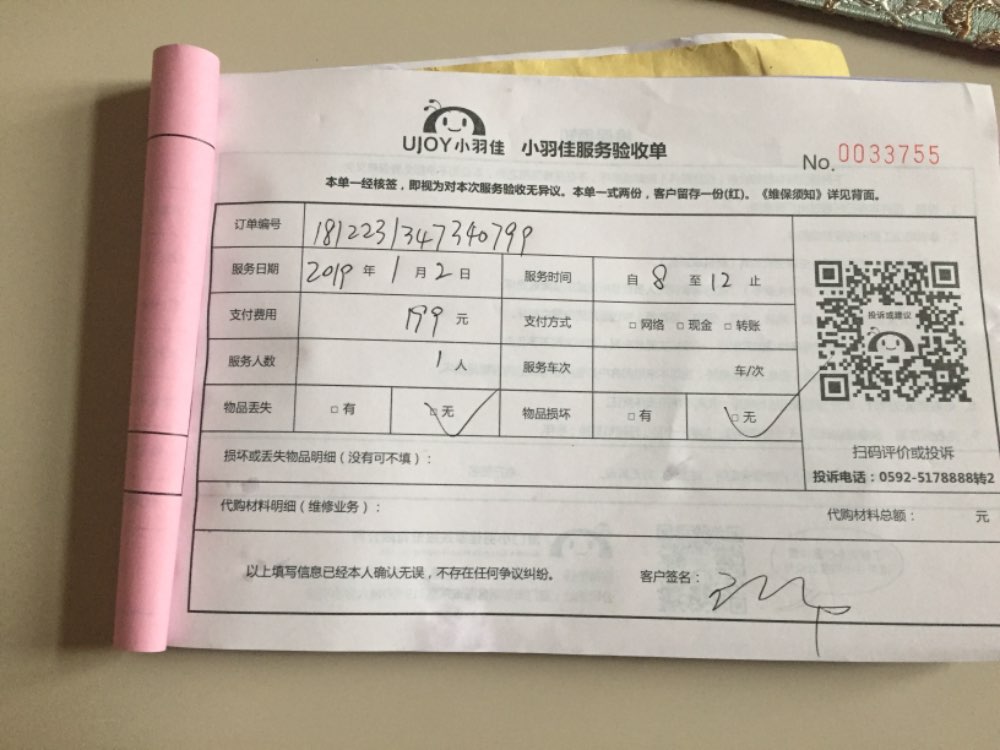 UJOY小羽佳 小羽佳服务验收单
No. 0033755
本单一经核签，即视为对本次服务验收无异议。本单一式两份，客户留存一份(红)。《维保须知》详见背面。
订单编号 1812231347340799
服务日期 2019 年 1 月 2 日 服务时间 自 8 至 12 止
支付费用 199 元 支付方式 □ 网络 □ 现金 □ 转账
服务人数 1 人 服务车次 车/次
物品丢失 □ 有 □ 无 物品损坏 □ 有 □ 无
投诉或建议
扫码评价或投诉
投诉电话：0592-5178888转2
损坏或丢失物品明细（没有可不填）：
代购材料明细（维修业务）：
代购材料总额： 元
以上填写信息已经本人确认无误，不存在任何争议纠纷。 客户签名：